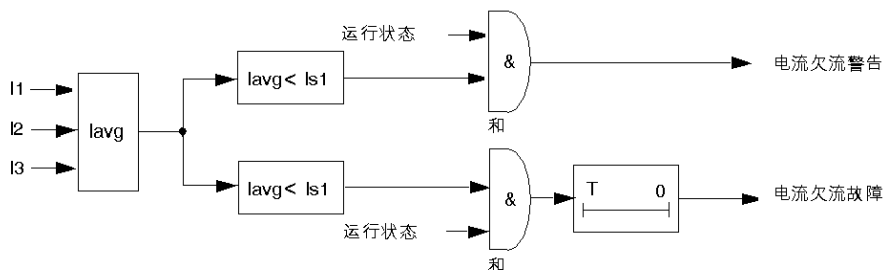 运行状态
I1
I2
I3
Iavg
Iavg< Is1
&
和
电流欠流警告
Iavg< Is1
运行状态
&
和
T 0
电流欠流故障